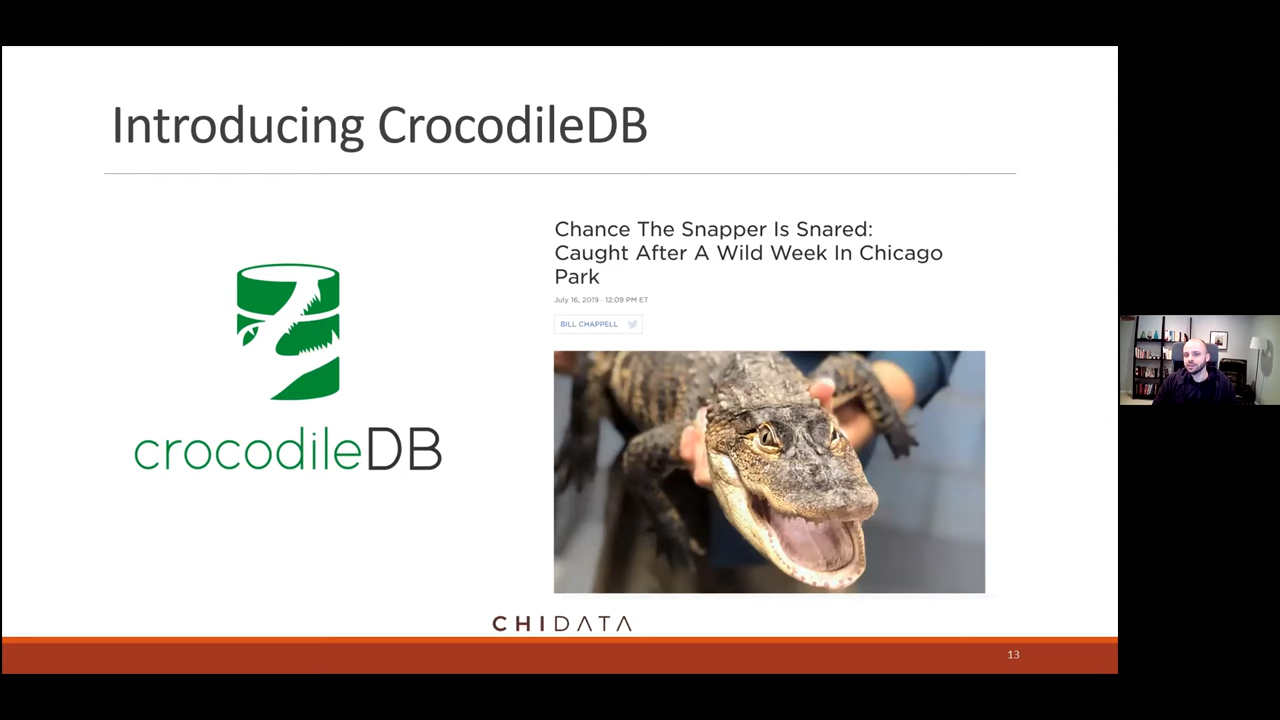 Introducing CrocodileDB
Chance The Snapper Is Snared:
Caught After A Wild Week In Chicago
Park
July 16, 2019 · 12:09 PM ET
BILL CHAPPELL
crocodileDB
CHIDATA
13